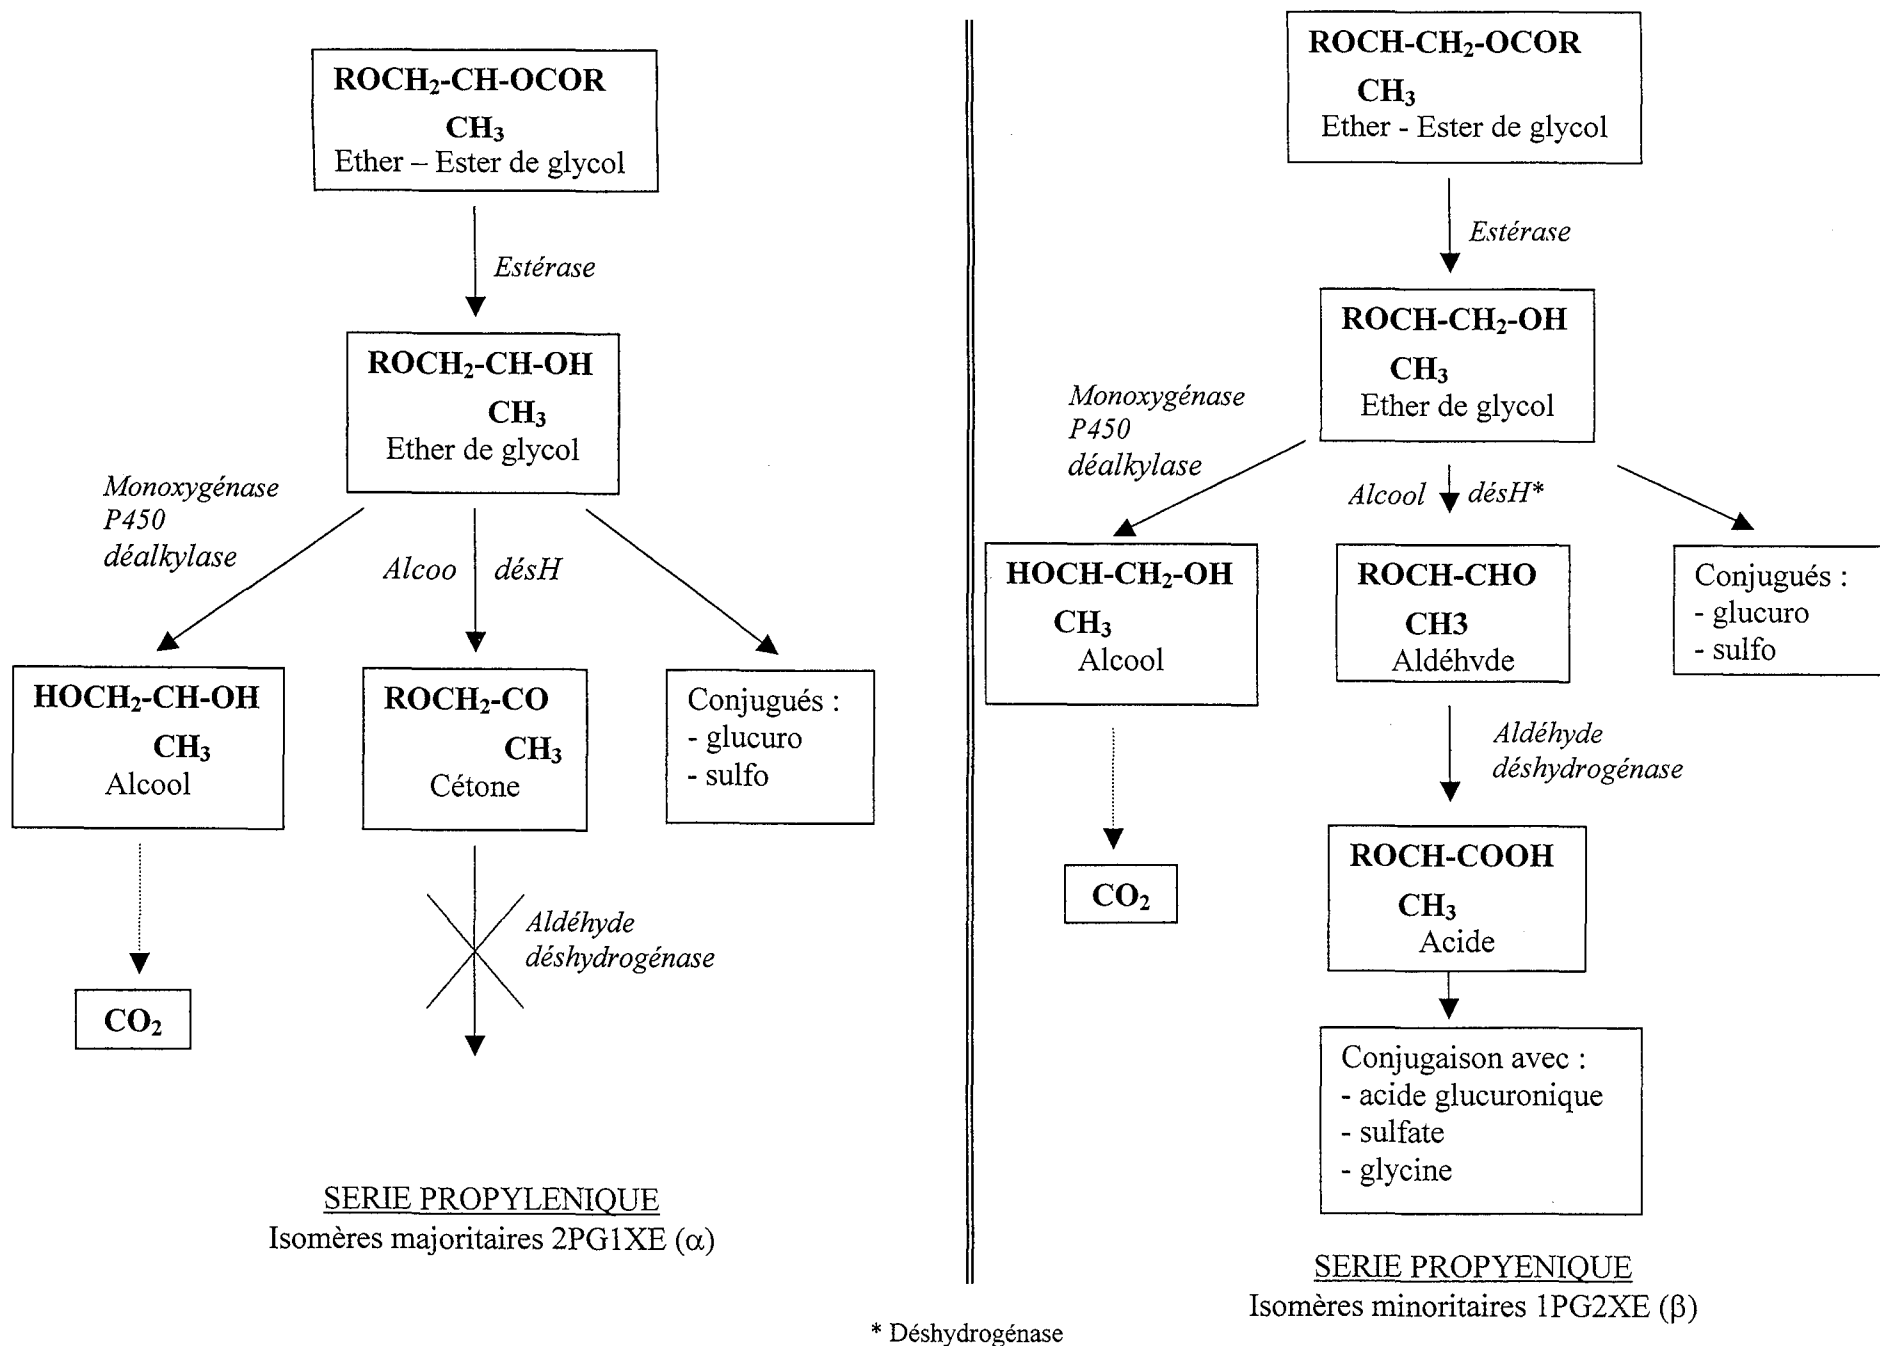 ROCH₂-CH-OCOR
CH₃
Ether – Ester de glycol
Estérase
ROCH₂-CH-OH
CH₃
Ether de glycol
Monoxygénase
P450
déalkylase
Alcoo désH
HOCH₂-CH-OH
CH₃
Alcool
ROCH₂-CO
CH₃
Cétone
Conjugués :
- glucuro
- sulfo
Aldéhyde
déshydrogénase
CO₂
SERIE PROPYLENIQUE
Isomères majoritaires 2PG1XE (α)
ROCH-CH₂-OCOR
CH₃
Ether - Ester de glycol
Estérase
ROCH-CH₂-OH
CH₃
Ether de glycol
Monoxygénase
P450
déalkylase
Alcool désH*
HOCH-CH₂-OH
CH₃
Alcool
ROCH-CHO
CH3
Aldéhvde
Conjugués :
- glucuro
- sulfo
Aldéhyde
déshydrogénase
CO₂
ROCH-COOH
CH₃
Acide
Conjugaison avec :
- acide glucuronique
- sulfate
- glycine
SERIE PROPYENIQUE
Isomères minoritaires 1PG2XE (β)
* Déshydrogénase